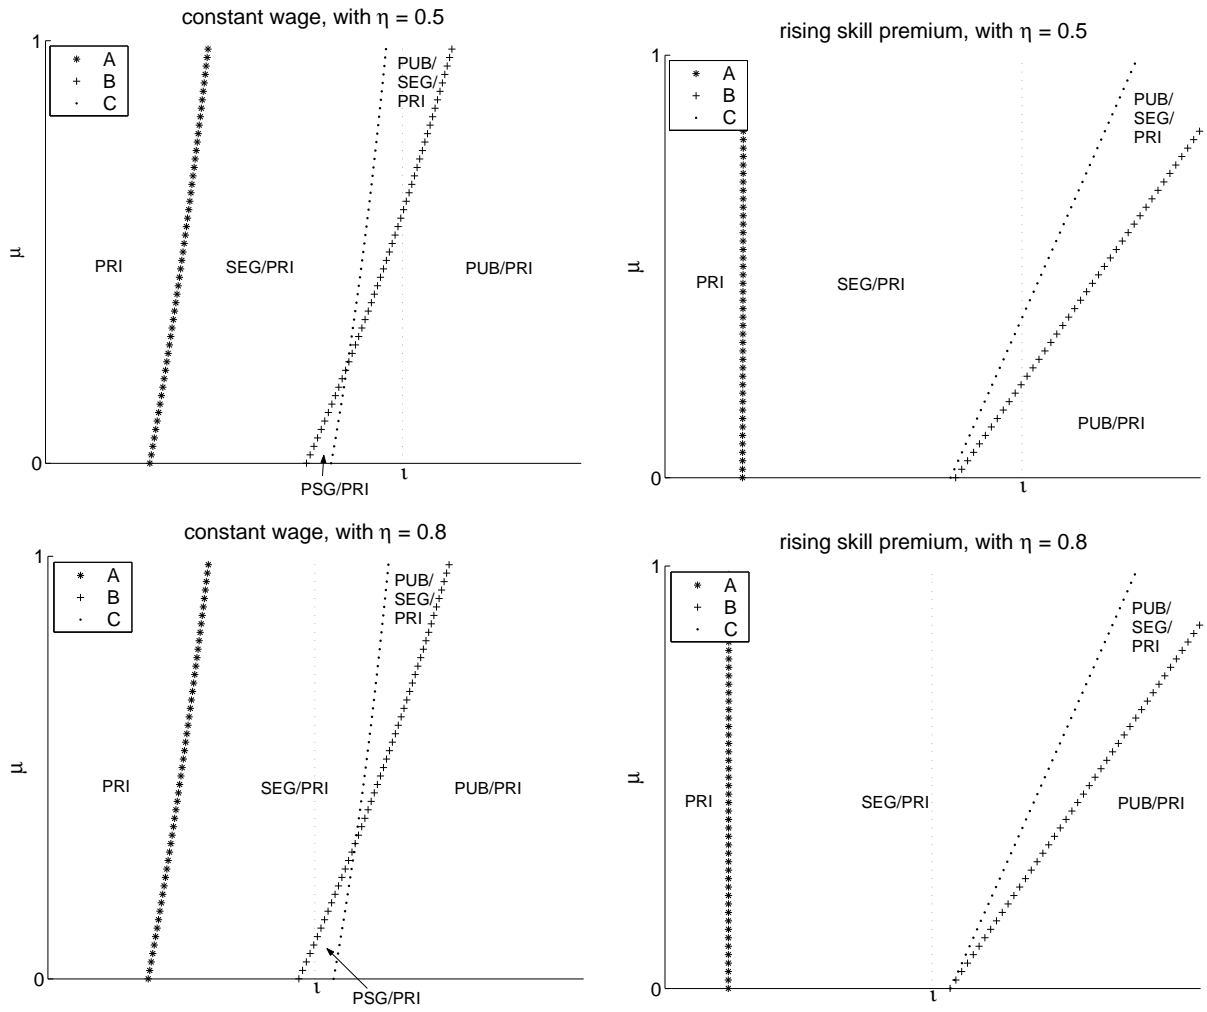 constant wage, with η = 0.5
1
A
B
C
PUB/
SEG/
PRI
μ
PRI
SEG/PRI
PUB/PRI
0
PSG/PRI
ι
rising skill premium, with η = 0.5
1
A
B
C
PUB/
SEG/
PRI
μ
PRI
SEG/PRI
PUB/PRI
0
ι
constant wage, with η = 0.8
1
A
B
C
PUB/
SEG/
PRI
μ
PRI
SEG/PRI
PUB/PRI
0
ι
PSG/PRI
rising skill premium, with η = 0.8
1
A
B
C
PUB/
SEG/
PRI
μ
PRI
SEG/PRI
PUB/PRI
0
ι